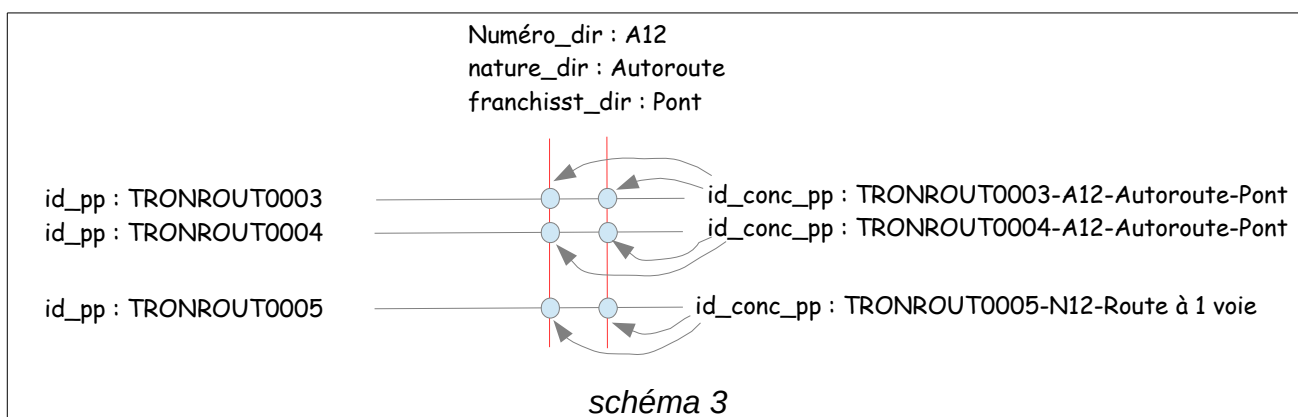 Numéro_dir : A12
nature_dir : Autoroute
franchisst_dir : Pont
id_pp : TRONROUT0003
id_conc_pp : TRONROUT0003-A12-Autoroute-Pont
id_pp : TRONROUT0004
id_conc_pp : TRONROUT0004-A12-Autoroute-Pont
id_pp : TRONROUT0005
id_conc_pp : TRONROUT0005-N12-Route à 1 voie
schéma 3